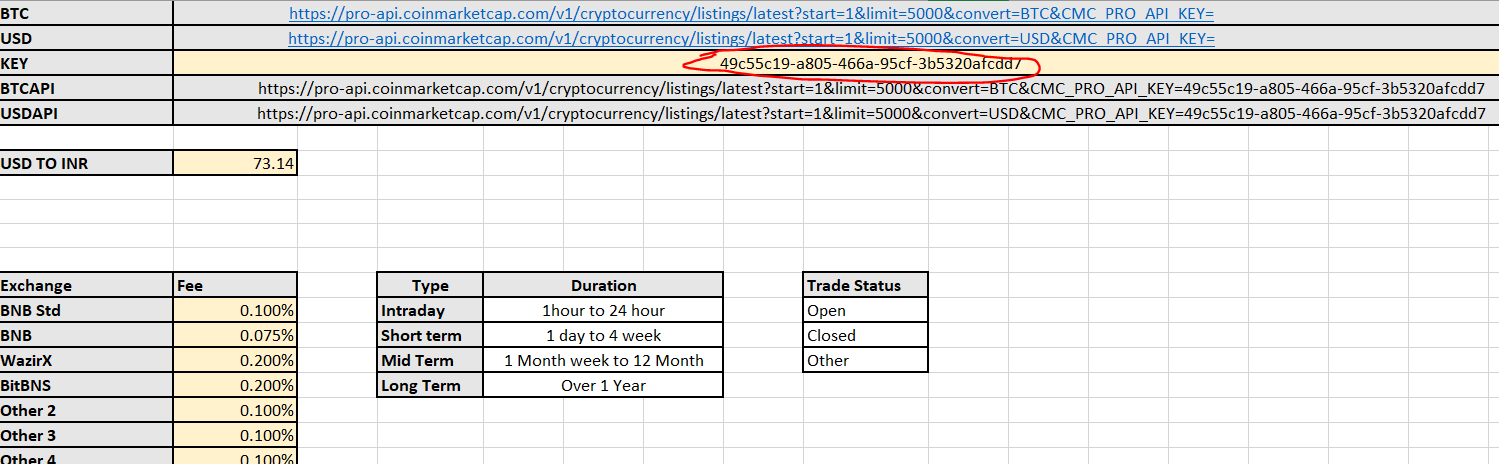 BTC https://pro-api.coinmarketcap.com/v1/cryptocurrency/listings/latest?start=1&limit=5000&convert=BTC&CMC_PRO_API_KEY=
USD https://pro-api.coinmarketcap.com/v1/cryptocurrency/listings/latest?start=1&limit=5000&convert=USD&CMC_PRO_API_KEY=
KEY 49c55c19-a805-466a-95cf-3b5320afcdd7
BTCAPI https://pro-api.coinmarketcap.com/v1/cryptocurrency/listings/latest?start=1&limit=5000&convert=BTC&CMC_PRO_API_KEY=49c55c19-a805-466a-95cf-3b5320afcdd7
USDAPI https://pro-api.coinmarketcap.com/v1/cryptocurrency/listings/latest?start=1&limit=5000&convert=USD&CMC_PRO_API_KEY=49c55c19-a805-466a-95cf-3b5320afcdd7
USD TO INR 73.14
Exchange Fee Type Duration Trade Status
BNB Std 0.100% Intraday 1hour to 24 hour Open
BNB 0.075% Short term 1 day to 4 week Closed
WazirX 0.200% Mid Term 1 Month week to 12 Month Other
BitBNS 0.200% Long Term Over 1 Year
Other 2 0.100%
Other 3 0.100%
Other 4 0.100%